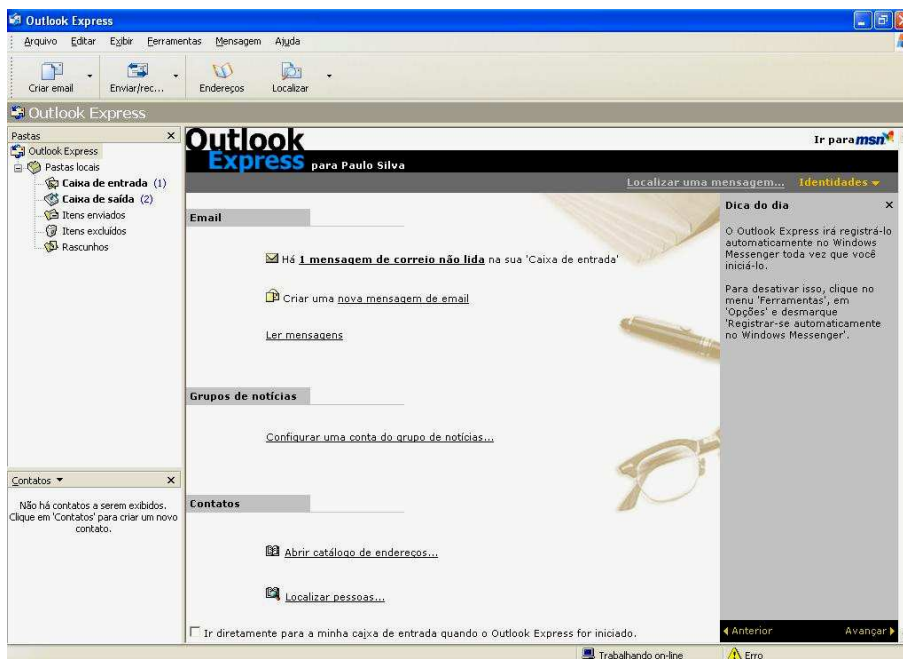 Outlook Express
Arquivo Editar Exibir Ferramentas Mensagem Ajuda
Criar email Enviar/rec... Endereços Localizar
Outlook Express
Pastas
Outlook Express
Pastas locais
Caixa de entrada (1)
Caixa de saída (2)
Itens enviados
Itens excluídos
Rascunhos
Contatos
Não há contatos a serem exibidos.
Clique em 'Contatos' para criar um novo
contato.
Outlook
Express para Paulo Silva
Ir para msn
Localizar uma mensagem... Identidades
Email
Há 1 mensagem de correio não lida na sua 'Caixa de entrada'
Criar uma nova mensagem de email
Ler mensagens
Grupos de notícias
Configurar uma conta do grupo de notícias...
Contatos
Abrir catálogo de endereços...
Localizar pessoas...
Ir diretamente para a minha caixa de entrada quando o Outlook Express for iniciado.
Dica do dia
O Outlook Express irá registrá-lo
automaticamente no Windows
Messenger toda vez que você
iniciá-lo.
Para desativar isso, clique no
menu 'Ferramentas', em
'Opções' e desmarque
'Registrar-se automaticamente
no Windows Messenger'.
Anterior Avançar
Trabalhando on-line Erro